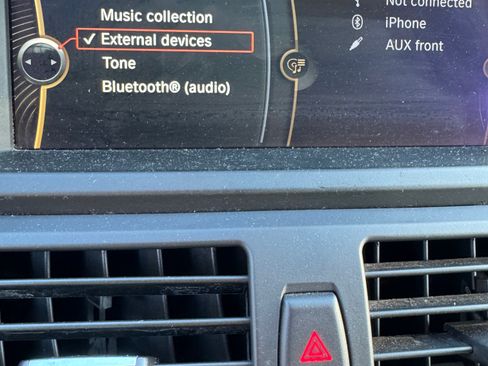 Music collection
✓ External devices
Tone
Bluetooth® (audio)
Not connected
iPhone
AUX front